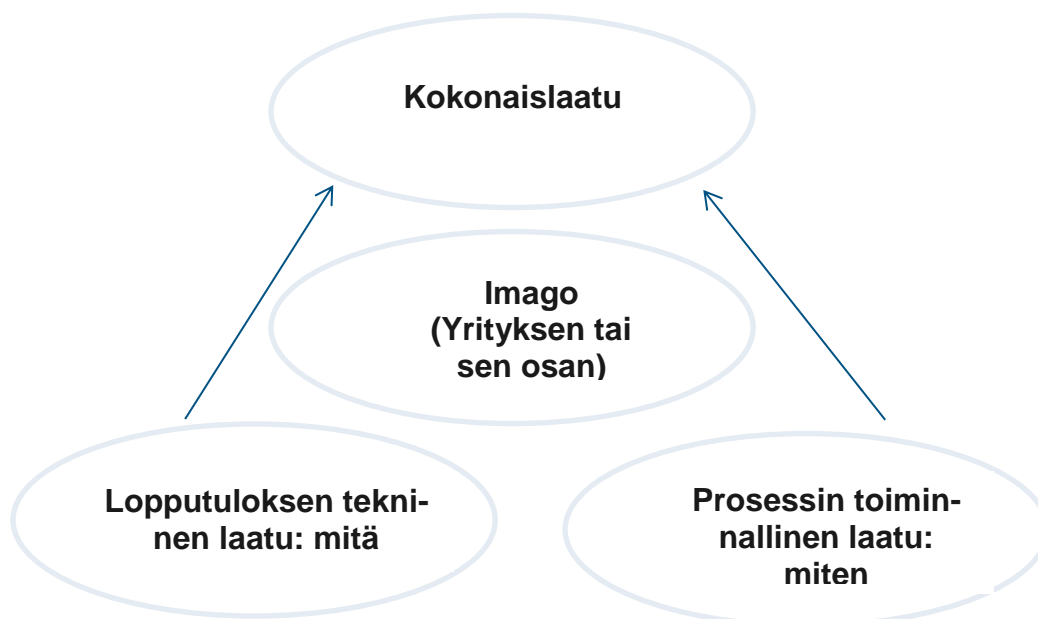 Kokonaislaatu
Imago
(Yrityksen tai
sen osan)
Lopputuloksen tekni-
nen laatu: mitä
Prosessin toimin-
nallinen laatu:
miten